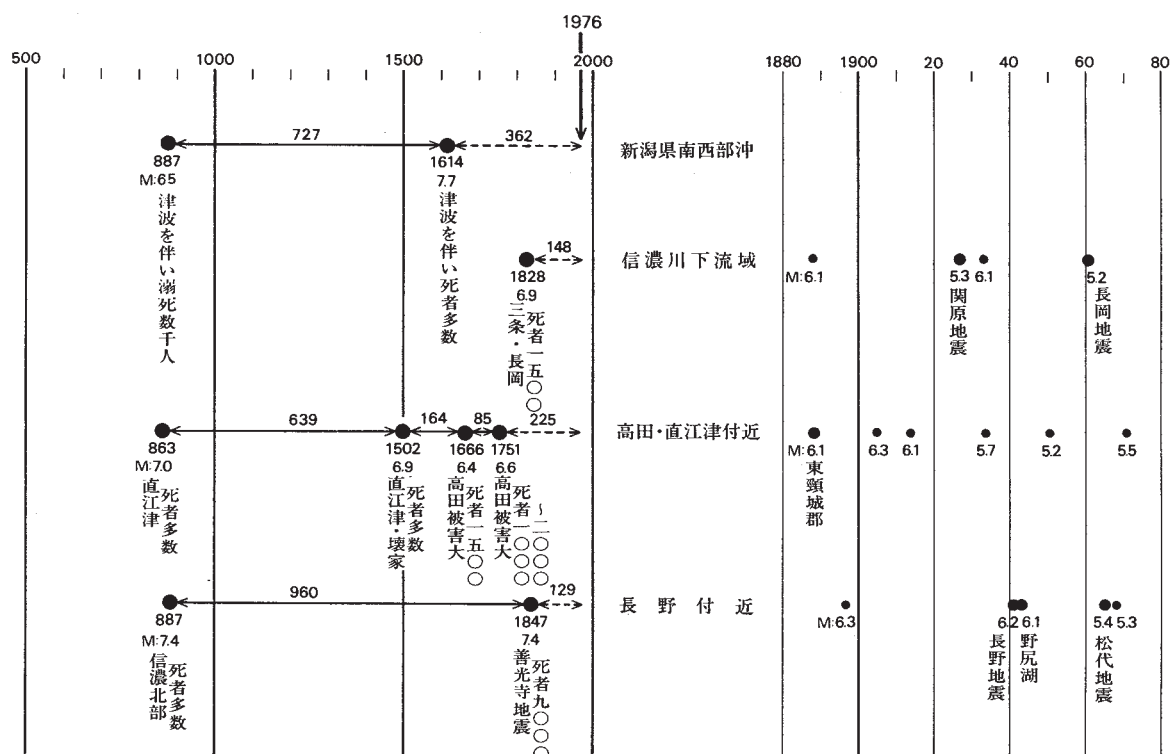 1976
500 1000 1500 2000 1880 1900 20 40 60 80
727 362
887 1614
M:6.5 7.7
津波を伴い溺死数千人
津波を伴い死者多数
新潟県南西部沖
148
1828
6.9
三条・長岡
死者一五〇〇
信濃川下流域
M:6.1 5.3 6.1 5.2
関原地震
長岡地震
639 164 85 225
863 1502 1666 1751
M:7.0 6.9 6.4 6.6
直江津
死者多数
直江津・壊家
死者多数
高田被害大
死者一五〇〇
高田被害大
死者一〇〇〇
~二〇〇〇
高田・直江津付近
M:6.1 6.3 6.1 5.7 5.2 5.5
東頸城郡
960 129
887 1847
M:7.4 7.4
信濃北部
死者多数
善光寺地震
死者九〇〇〇
長野付近
M:6.3 6.2 6.1 5.4 5.3
長野地震
野尻湖
松代地震